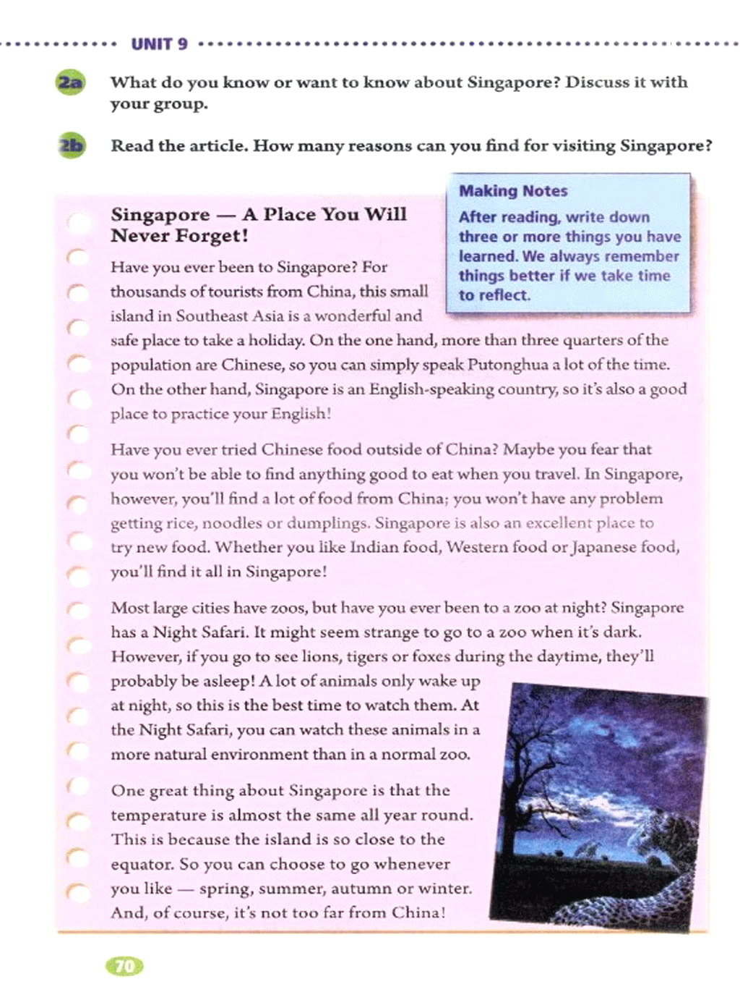 UNIT 9
2a What do you know or want to know about Singapore? Discuss it with
your group.
2b Read the article. How many reasons can you find for visiting Singapore?
Making Notes
After reading, write down
three or more things you have
learned. We always remember
things better if we take time
to reflect.
Singapore — A Place You Will
Never Forget!
Have you ever been to Singapore? For
thousands of tourists from China, this small
island in Southeast Asia is a wonderful and
safe place to take a holiday. On the one hand, more than three quarters of the
population are Chinese, so you can simply speak Putonghua a lot of the time.
On the other hand, Singapore is an English-speaking country, so it's also a good
place to practice your English!
Have you ever tried Chinese food outside of China? Maybe you fear that
you won't be able to find anything good to eat when you travel. In Singapore,
however, you'll find a lot of food from China; you won't have any problem
getting rice, noodles or dumplings. Singapore is also an excellent place to
try new food. Whether you like Indian food, Western food or Japanese food,
you'll find it all in Singapore!
Most large cities have zoos, but have you ever been to a zoo at night? Singapore
has a Night Safari. It might seem strange to go to a zoo when it's dark.
However, if you go to see lions, tigers or foxes during the daytime, they'll
probably be asleep! A lot of animals only wake up
at night, so this is the best time to watch them. At
the Night Safari, you can watch these animals in a
more natural environment than in a normal zoo.
One great thing about Singapore is that the
temperature is almost the same all year round.
This is because the island is so close to the
equator. So you can choose to go whenever
you like — spring, summer, autumn or winter.
And, of course, it's not too far from China!
70